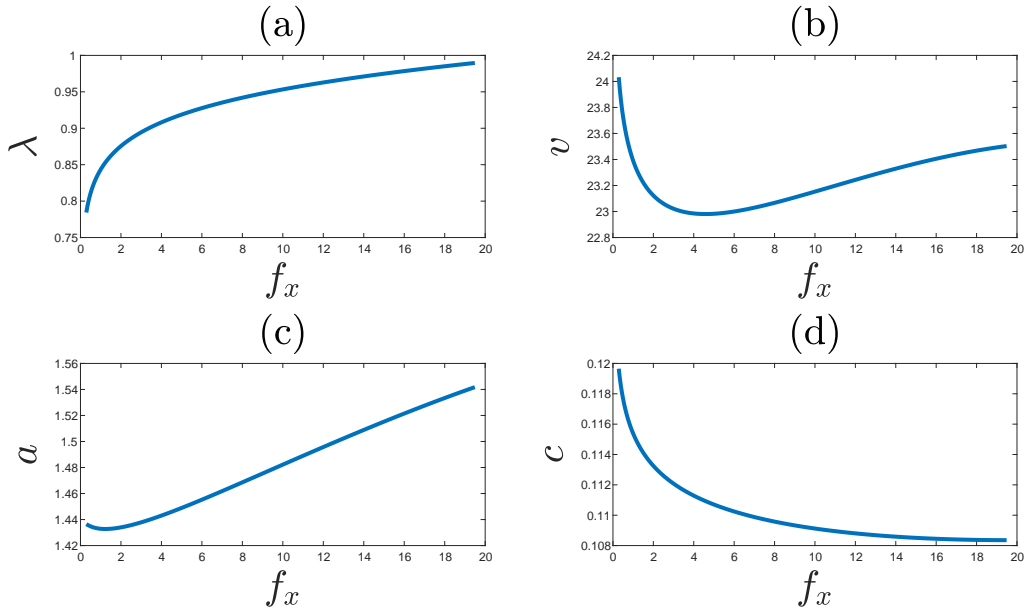 (a)
λ
1
0.95
0.9
0.85
0.8
0.75
0 2 4 6 8 10 12 14 16 18 20
f_x
(b)
v
24.2
24
23.8
23.6
23.4
23.2
23
22.8
0 2 4 6 8 10 12 14 16 18 20
f_x
(c)
a
1.56
1.54
1.52
1.5
1.48
1.46
1.44
1.42
0 2 4 6 8 10 12 14 16 18 20
f_x
(d)
c
0.12
0.118
0.116
0.114
0.112
0.11
0.108
0 2 4 6 8 10 12 14 16 18 20
f_x